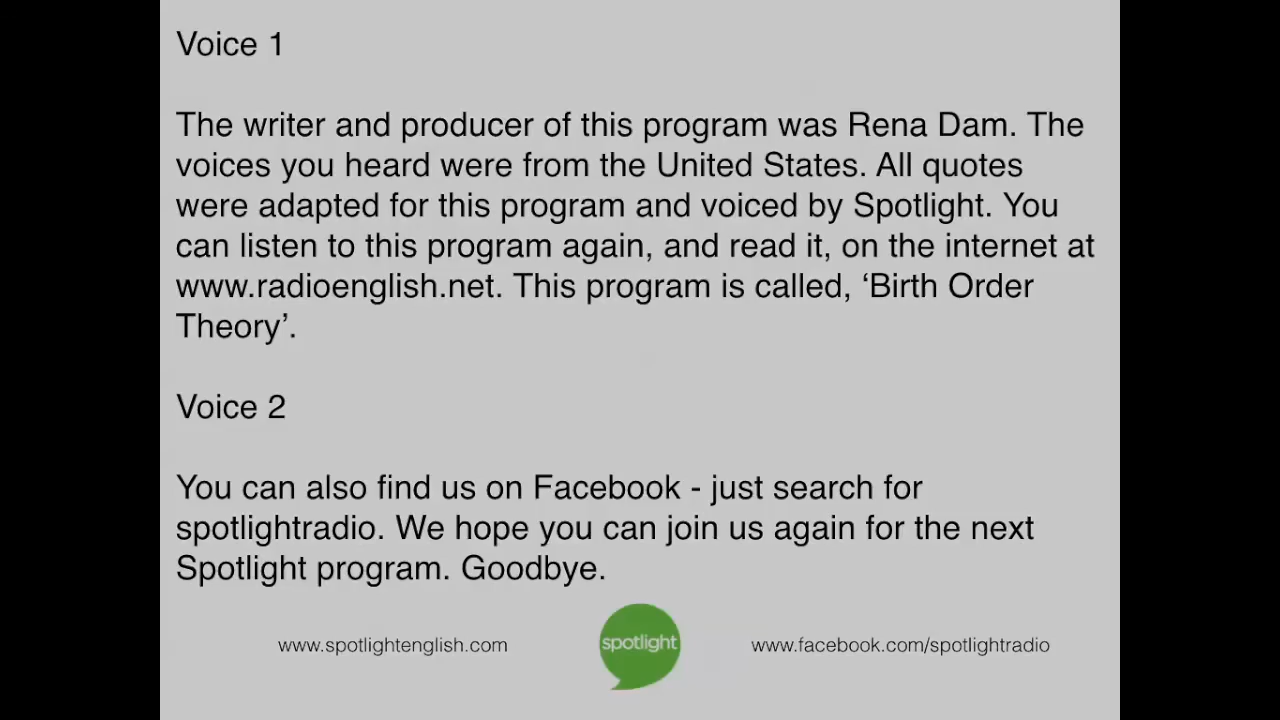 Voice 1
The writer and producer of this program was Rena Dam. The
voices you heard were from the United States. All quotes
were adapted for this program and voiced by Spotlight. You
can listen to this program again, and read it, on the internet at
www.radioenglish.net. This program is called, ‘Birth Order
Theory’.
Voice 2
You can also find us on Facebook - just search for
spotlightradio. We hope you can join us again for the next
Spotlight program. Goodbye.
www.spotlightenglish.com
spotlight
www.facebook.com/spotlightradio